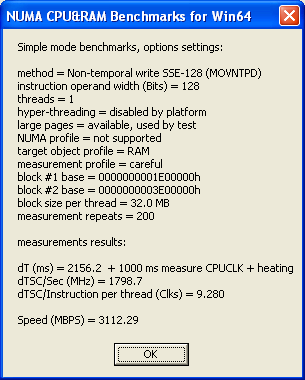 NUMA CPU&RAM Benchmarks for Win64
Simple mode benchmarks, options settings:
method = Non-temporal write SSE-128 (MOVNTPD)
instruction operand width (Bits) = 128
threads = 1
hyper-threading = disabled by platform
large pages = available, used by test
NUMA profile = not supported
target object profile = RAM
measurement profile = careful
block #1 base = 0000000001E00000h
block #2 base = 0000000003E00000h
block size per thread = 32.0 MB
measurement repeats = 200
measurements results:
dT (ms) = 2156.2 + 1000 ms measure CPUCLK + heating
dTSC/Sec (MHz) = 1798.7
dTSC/Instruction per thread (Clks) = 9.280
Speed (MBPS) = 3112.29
OK